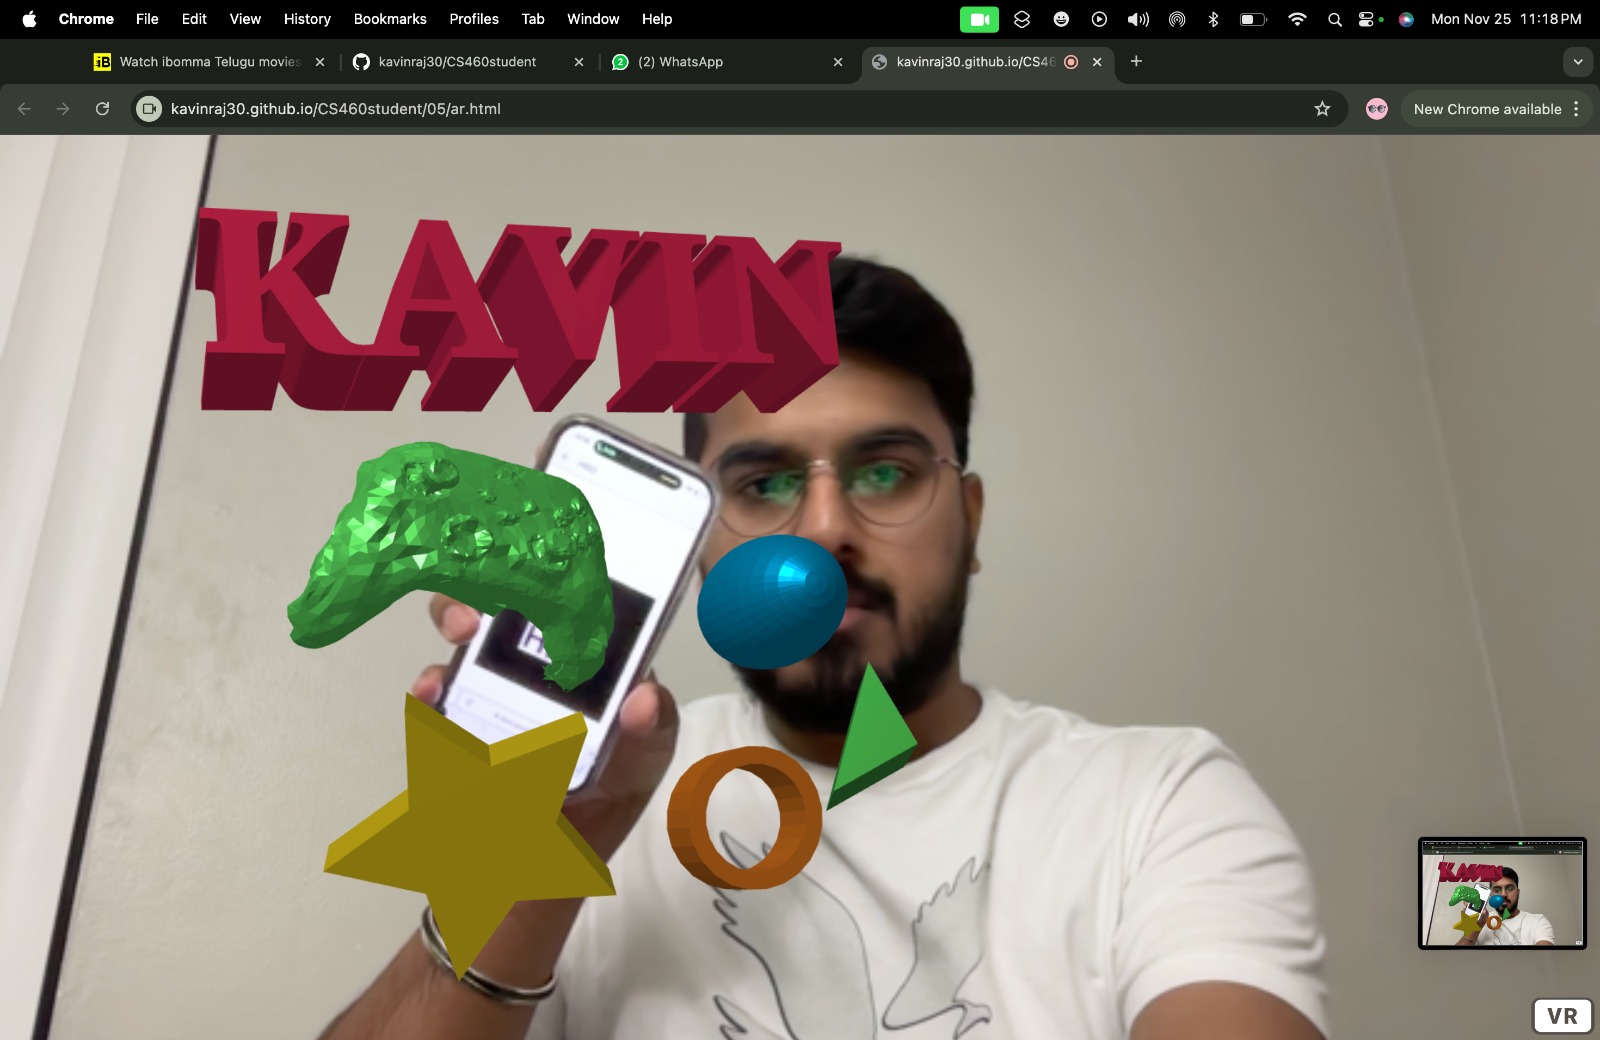 Chrome File Edit View History Bookmarks Profiles Tab Window Help Mon Nov 25 11:18 PM
Watch ibomma Telugu movies kavinraj30/CS460student (2) WhatsApp kavinraj30.github.io/CS46
kavinraj30.github.io/CS460student/05/ar.html New Chrome available
KAVIN
VR